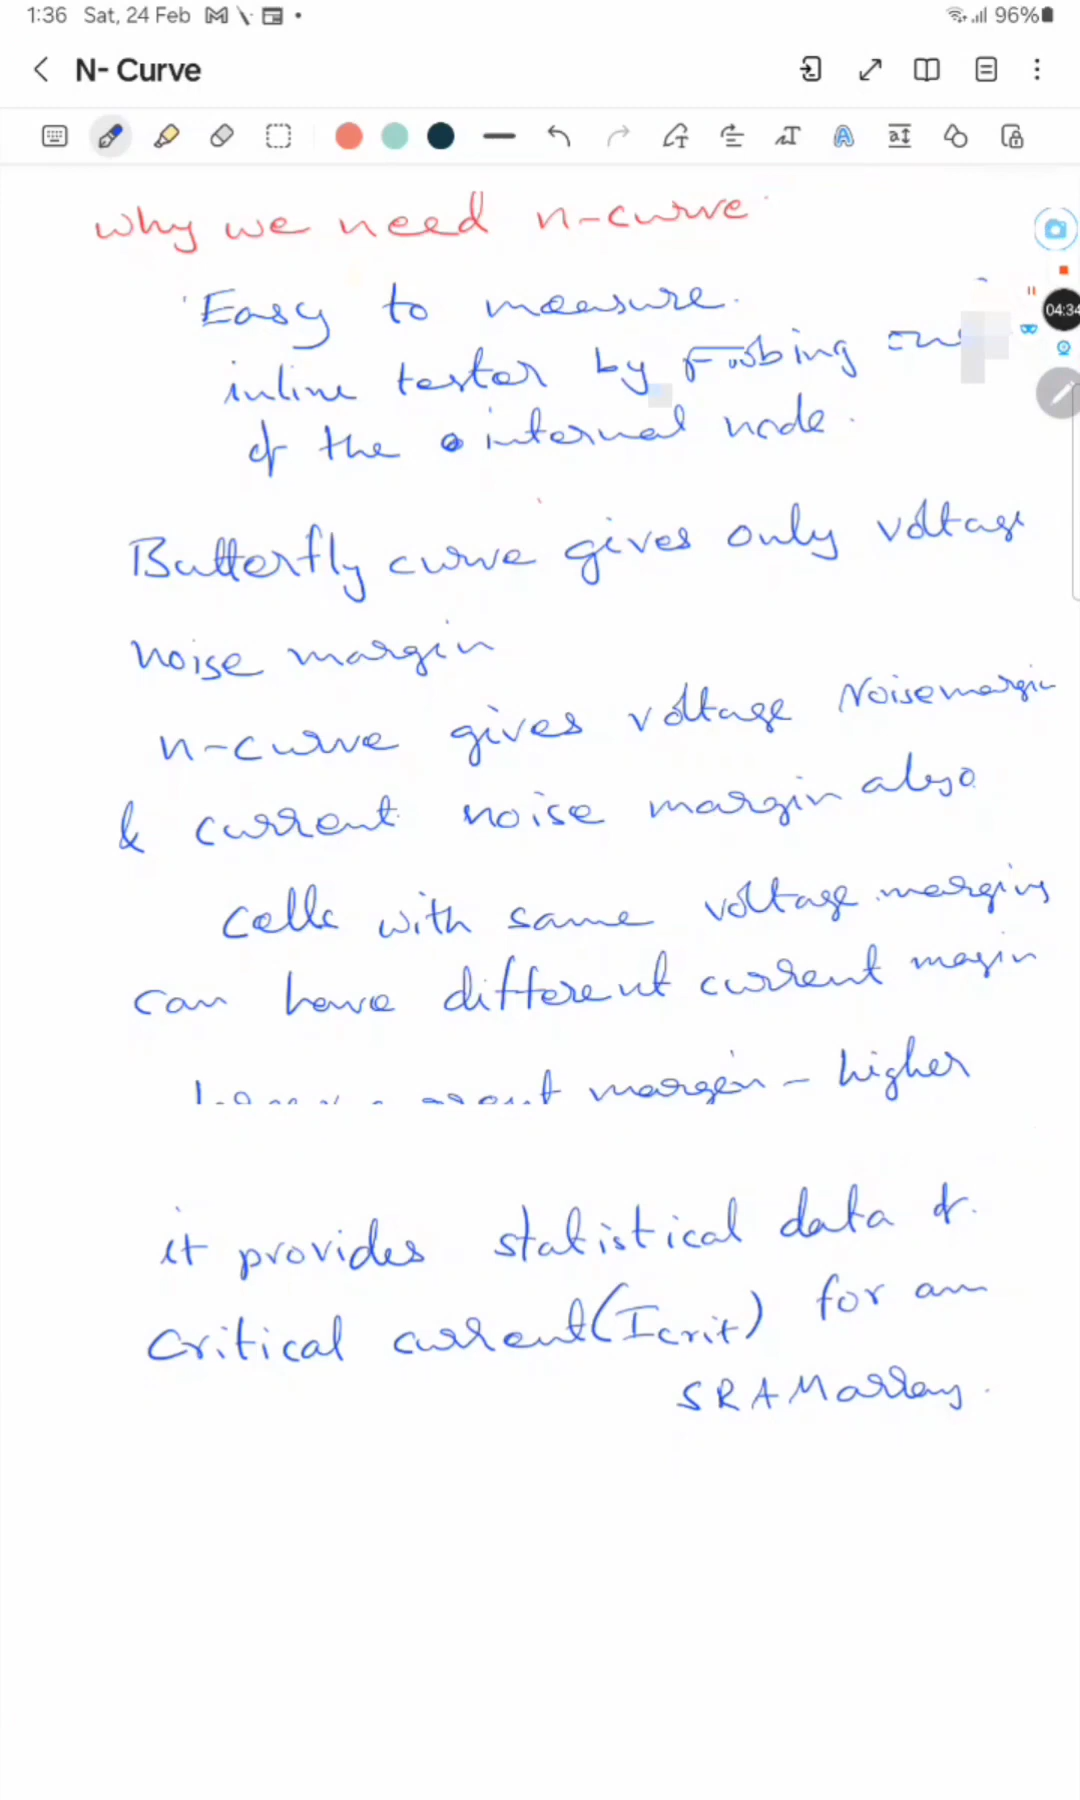 1:36 Sat, 24 Feb
96%
N- Curve
why we need n-curve
04:34
Easy to measure.
inline tester by
of the internal node.
Butterfly curve gives only voltage
noise margin
n-curve gives voltage Noisemargin
& current noise margin also
cells with same voltage margins
can have different current margin
margin - higher
it provides statistical data of
critical current (Icrit) for an
SRAM array.